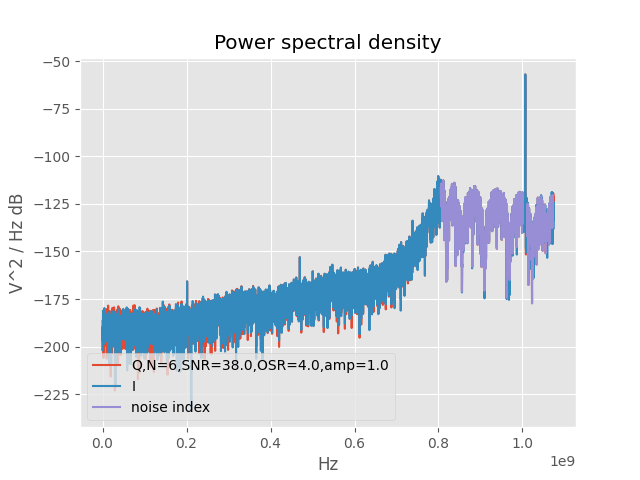 Power spectral density
V^2 / Hz dB
−50
−75
−100
−125
−150
−175
−200
−225
Q,N=6,SNR=38.0,OSR=4.0,amp=1.0
I
noise index
0.0 0.2 0.4 0.6 0.8 1.0
1e9
Hz